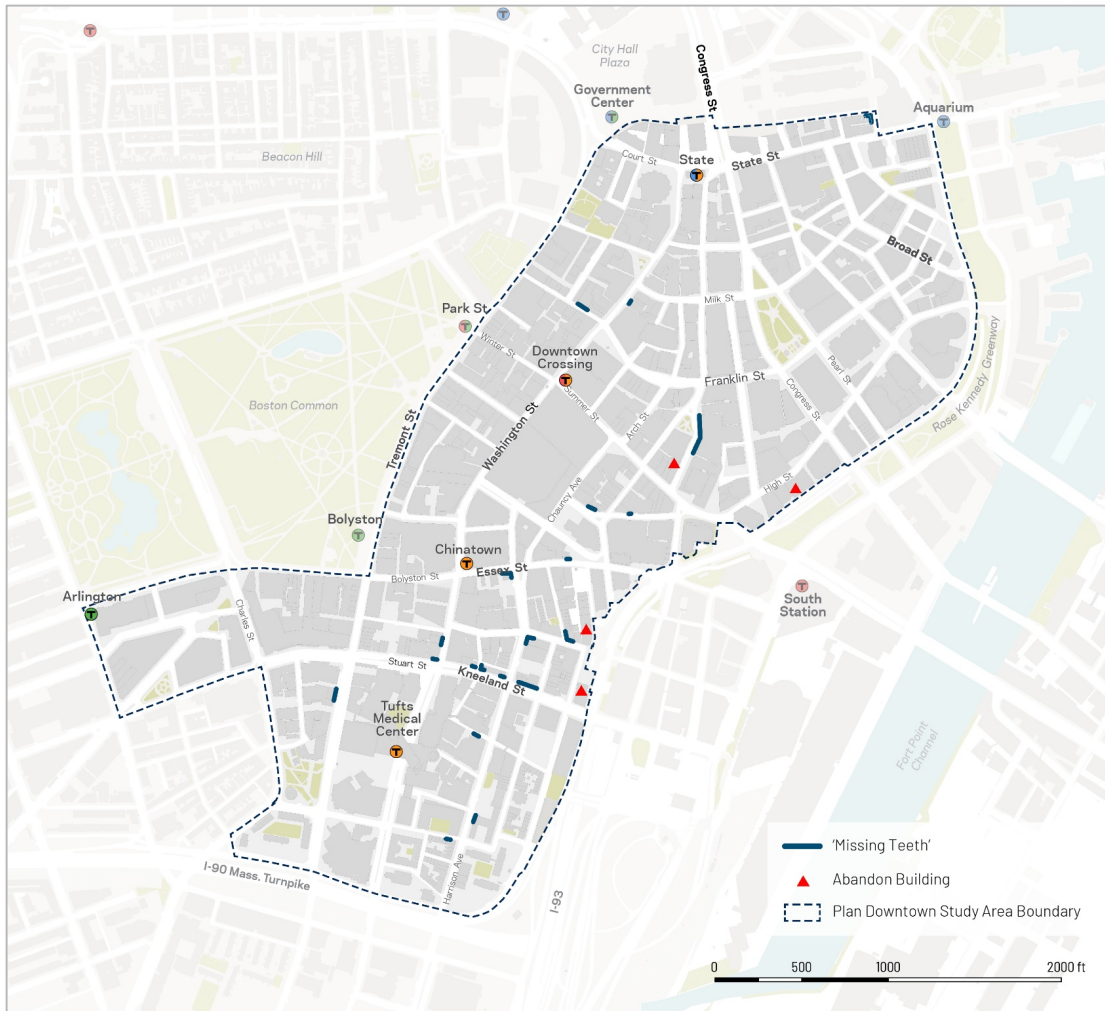 City Hall
Plaza
Congress St
Government
Center
Aquarium
Beacon Hill
Court St
State
State St
Broad St
Park St
Milk St
Winter St
Downtown
Crossing
Franklin St
Pearl St
Congress St
Rose Kennedy Greenway
Boston Common
Tremont St
Washington St
Summer St
Arch St
High St
Chauncy Ave
Bolyston
Chinatown
Essex St
Bolyston St
Arlington
South
Station
Charles St
Stuart St
Kneeland St
Tufts
Medical
Center
Fort Point
Channel
I-90 Mass. Turnpike
Harrison Ave
I-93
'Missing Teeth'
Abandon Building
Plan Downtown Study Area Boundary
0 500 1000 2000 ft
T
T
T
T
T
T
T
T
T
T
T
T